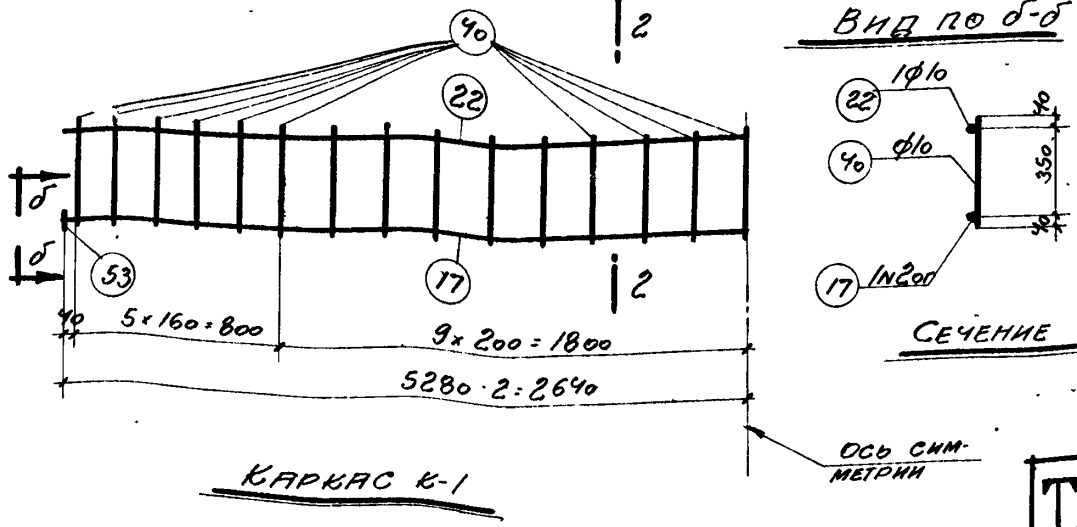 40
2
ВИД ПО б-б
22
1ф10
22
40
40
ф10
350
б
40
б
53
17
17
1N20п
2
40
5×160=800
9×200=1800
СЕЧЕНИЕ
5280:2=2640
ОСЬ СИМ-
МЕТРИИ
КАРКАС К-1
Т